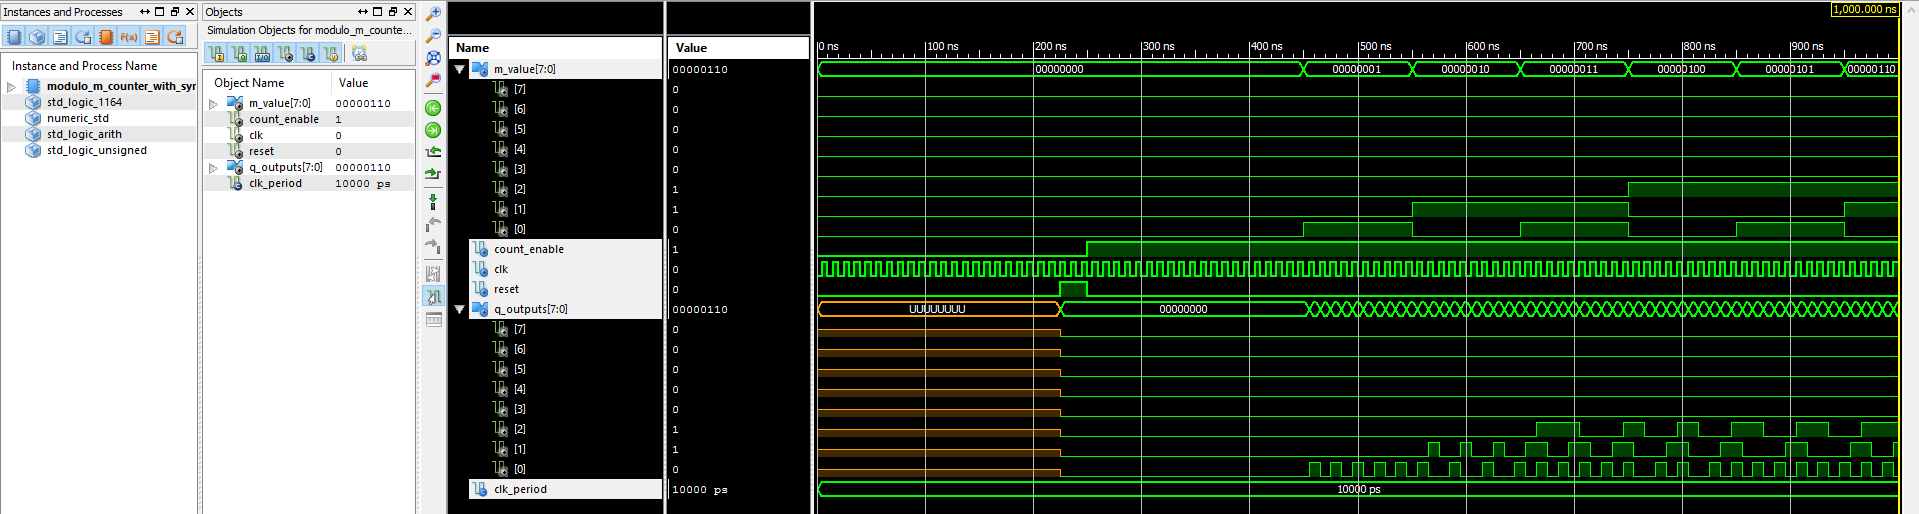 Instances and Processes
Instance and Process Name
modulo_m_counter_with_syr
std_logic_1164
numeric_std
std_logic_arith
std_logic_unsigned
Objects
Simulation Objects for modulo_m_counte...
Object Name Value
m_value[7:0] 00000110
count_enable 1
clk 0
reset 0
q_outputs[7:0] 00000110
clk_period 10000 ps
1,000.000 ns
Name Value
0 ns 100 ns 200 ns 300 ns 400 ns 500 ns 600 ns 700 ns 800 ns 900 ns
m_value[7:0] 00000110 00000000 00000001 00000010 00000011 00000100 00000101 00000110
[7] 0
[6] 0
[5] 0
[4] 0
[3] 0
[2] 1
[1] 1
[0] 0
count_enable 1
clk 0
reset 0
q_outputs[7:0] 00000110 UUUUUUUU 00000000
[7] 0
[6] 0
[5] 0
[4] 0
[3] 0
[2] 1
[1] 1
[0] 0
clk_period 10000 ps 10000 ps